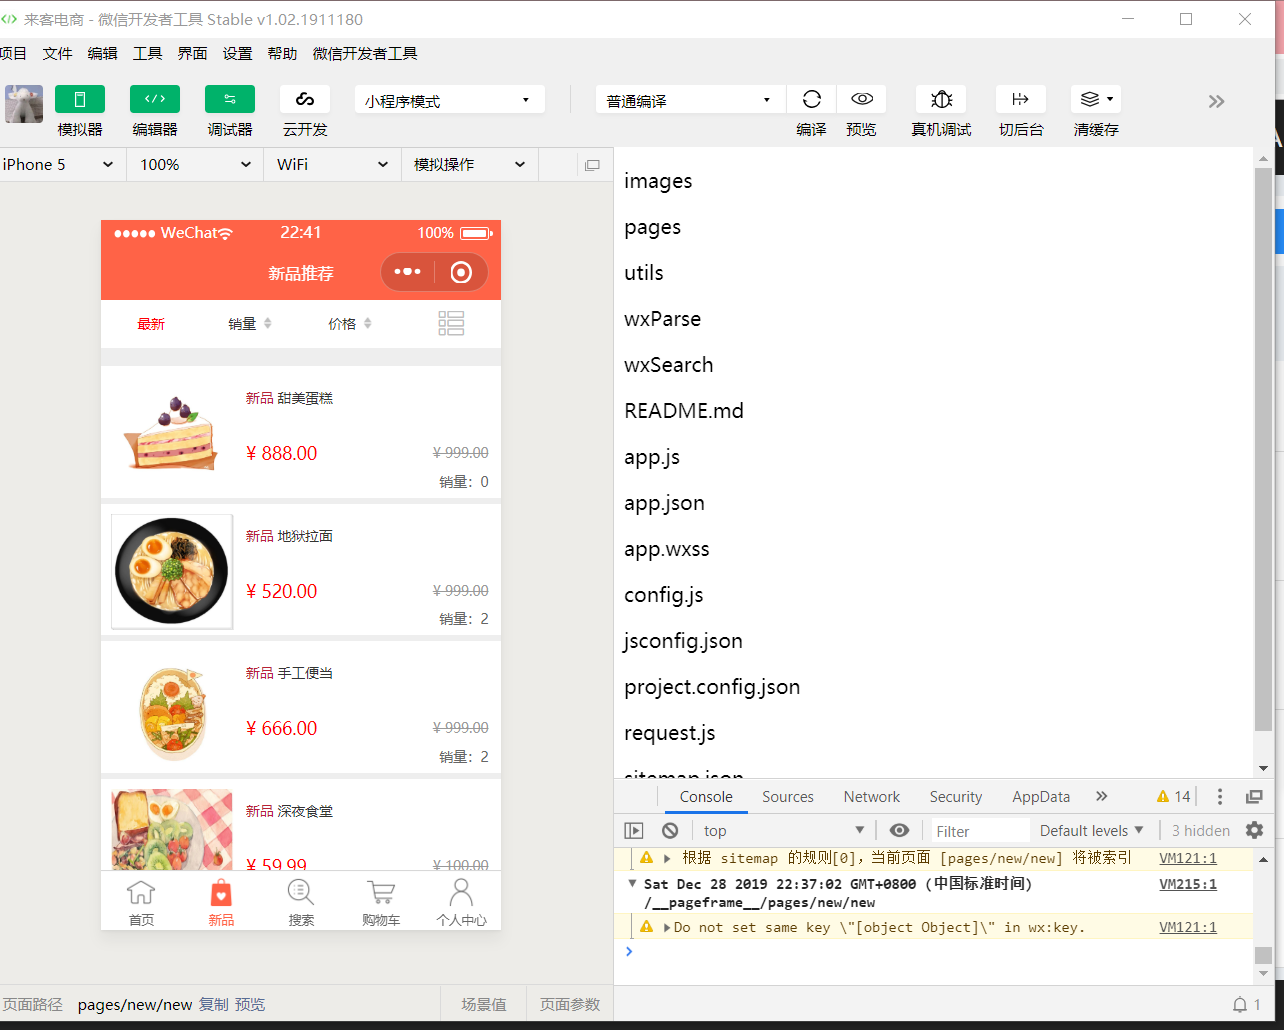 来客电商 - 微信开发者工具 Stable v1.02.1911180
项目 文件 编辑 工具 界面 设置 帮助 微信开发者工具
模拟器 编辑器 调试器 云开发
小程序模式
普通编译
编译 预览 真机调试 切后台 清缓存
iPhone 5 100% WiFi 模拟操作
WeChat 22:41 100%
新品推荐
最新 销量 价格
新品 甜美蛋糕
¥ 888.00 ¥ 999.00
销量：0
新品 地狱拉面
¥ 520.00 ¥ 999.00
销量：2
新品 手工便当
¥ 666.00 ¥ 999.00
销量：2
新品 深夜食堂
¥ 59.99 ¥ 100.00
首页 新品 搜索 购物车 个人中心
页面路径 pages/new/new 复制 预览 场景值 页面参数
images
pages
utils
wxParse
wxSearch
README.md
app.js
app.json
app.wxss
config.js
jsconfig.json
project.config.json
request.js
sitemap.json
Console Sources Network Security AppData 14
top Filter Default levels 3 hidden
根据 sitemap 的规则[0]，当前页面 [pages/new/new] 将被索引 VM121:1
Sat Dec 28 2019 22:37:02 GMT+0800 (中国标准时间) VM215:1
/__pageframe__/pages/new/new
Do not set same key \"[object Object]\" in wx:key. VM121:1
1